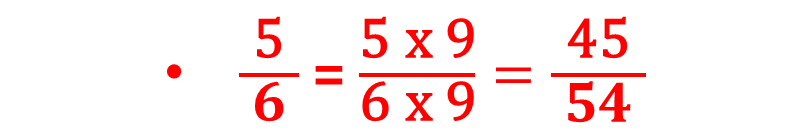 • 5/6 = 5 x 9/6 x 9 = 45/54